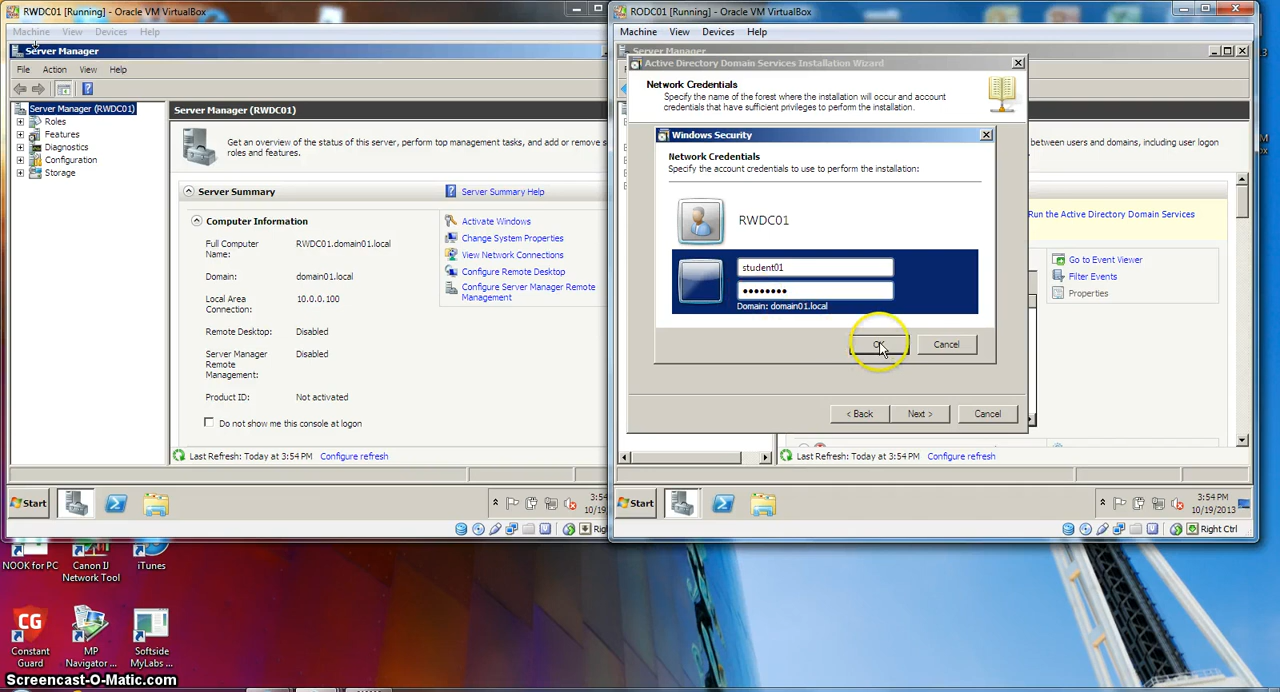 RWDC01 [Running] - Oracle VM VirtualBox
Machine View Devices Help
Server Manager
File Action View Help
Server Manager (RWDC01)
Roles
Features
Diagnostics
Configuration
Storage
Server Manager (RWDC01)
Get an overview of the status of this server, perform top management tasks, and add or remove s
roles and features.
Server Summary
Server Summary Help
Computer Information
Full Computer
Name:
RWDC01.domain01.local
Domain:
domain01.local
Local Area
Connection:
10.0.0.100
Remote Desktop:
Disabled
Server Manager
Remote
Management:
Disabled
Product ID:
Not activated
Do not show me this console at logon
Activate Windows
Change System Properties
View Network Connections
Configure Remote Desktop
Configure Server Manager Remote
Management
Last Refresh: Today at 3:54 PM Configure refresh
Start
3:54
10/19/20
Right
RODC01 [Running] - Oracle VM VirtualBox
Machine View Devices Help
Server Manager
Active Directory Domain Services Installation Wizard
Network Credentials
Specify the name of the forest where the installation will occur and account
credentials that have sufficient privileges to perform the installation.
Windows Security
Network Credentials
Specify the account credentials to use to perform the installation:
RWDC01
student01
●●●●●●●●
Domain: domain01.local
OK Cancel
< Back Next > Cancel
between users and domains, including user logon
Run the Active Directory Domain Services
Go to Event Viewer
Filter Events
Properties
Last Refresh: Today at 3:54 PM Configure refresh
Start
3:54 PM
10/19/2013
Right Ctrl
NOOK for PC
Canon IJ
Network Tool
iTunes
CG
Constant
Guard
MP
Navigator ...
Softside
MyLabs ...
Screencast-O-Matic.com